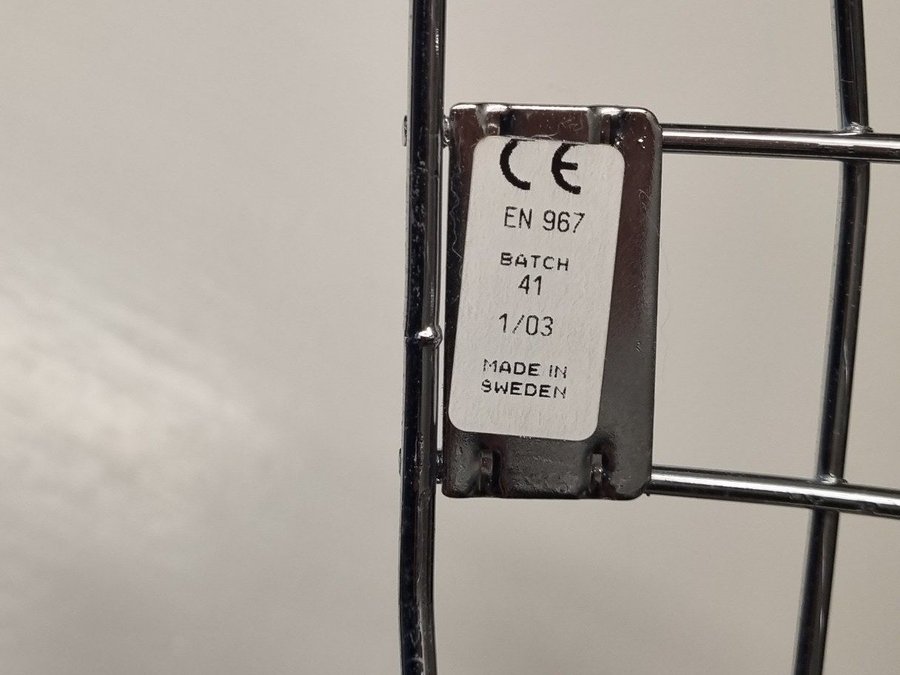 CE
EN 967
BATCH
41
1/03
MADE IN
SWEDEN